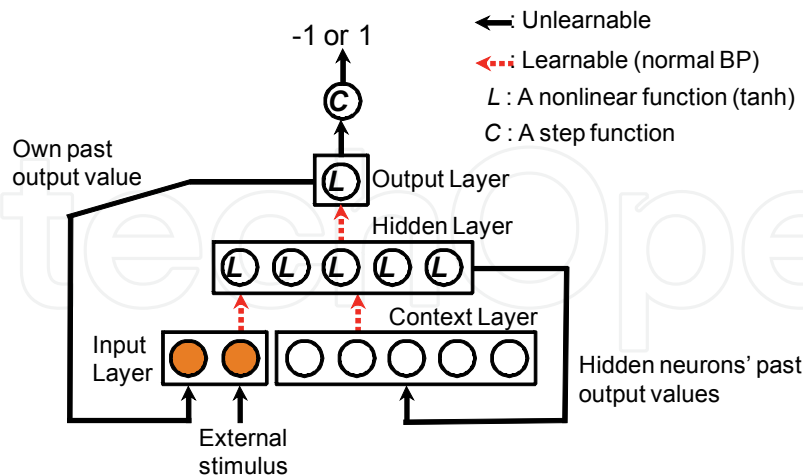 -1 or 1
: Unlearnable
: Learnable (normal BP)
L : A nonlinear function (tanh)
C : A step function
C
Own past
output value
L
Output Layer
Hidden Layer
L L L L L
Context Layer
Input
Layer
Hidden neurons' past
output values
External
stimulus
techOpe